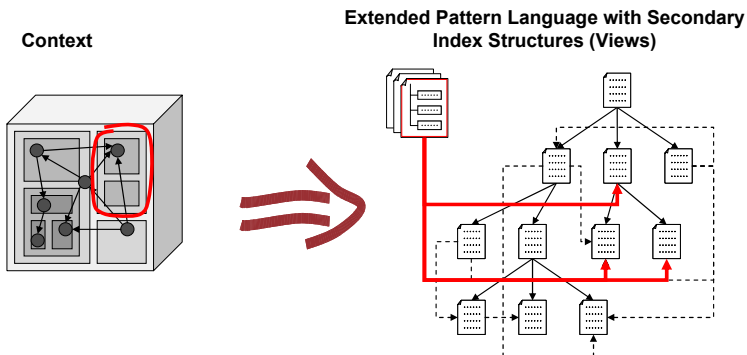 Context
Extended Pattern Language with Secondary
Index Structures (Views)